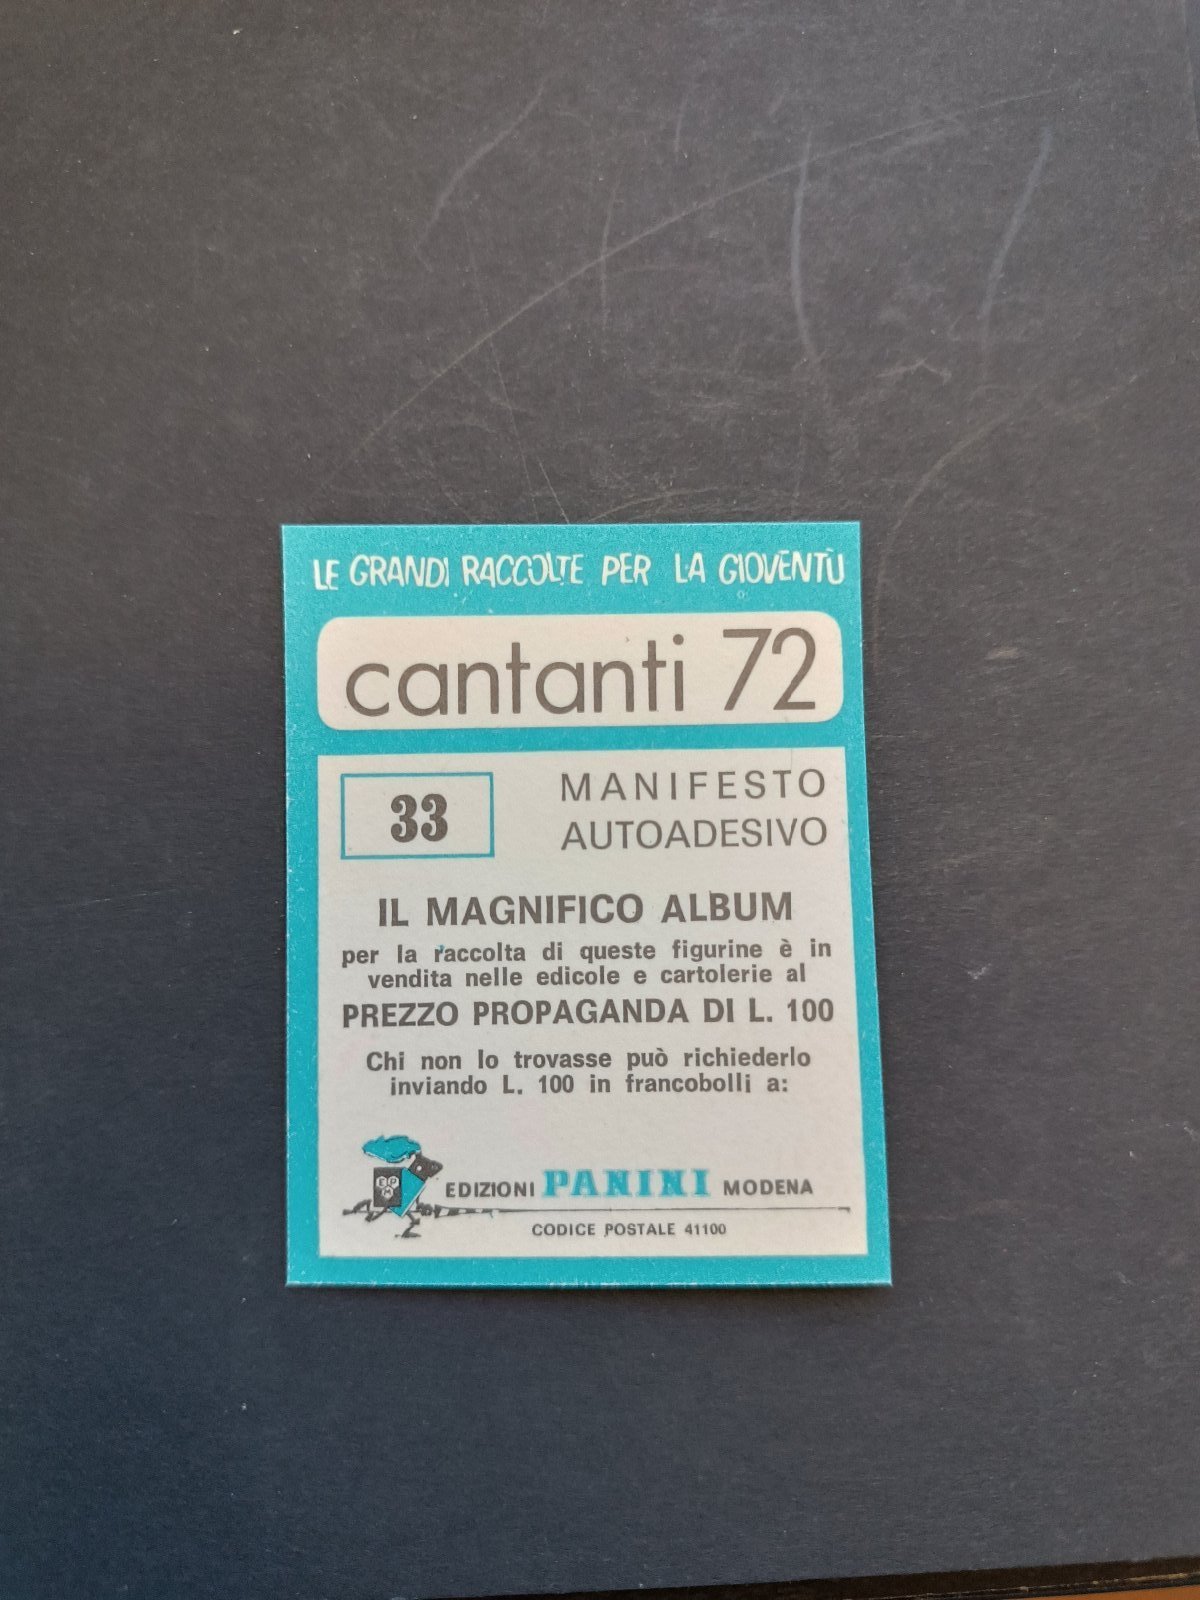 LE GRANDI RACCOLTE PER LA GIOVENTÙ
cantanti 72
33
MANIFESTO
AUTOADESIVO
IL MAGNIFICO ALBUM
per la raccolta di queste figurine è in
vendita nelle edicole e cartolerie al
PREZZO PROPAGANDA DI L. 100
Chi non lo trovasse può richiederlo
inviando L. 100 in francobolli a:
EPM
EDIZIONI PANINI MODENA
CODICE POSTALE 41100